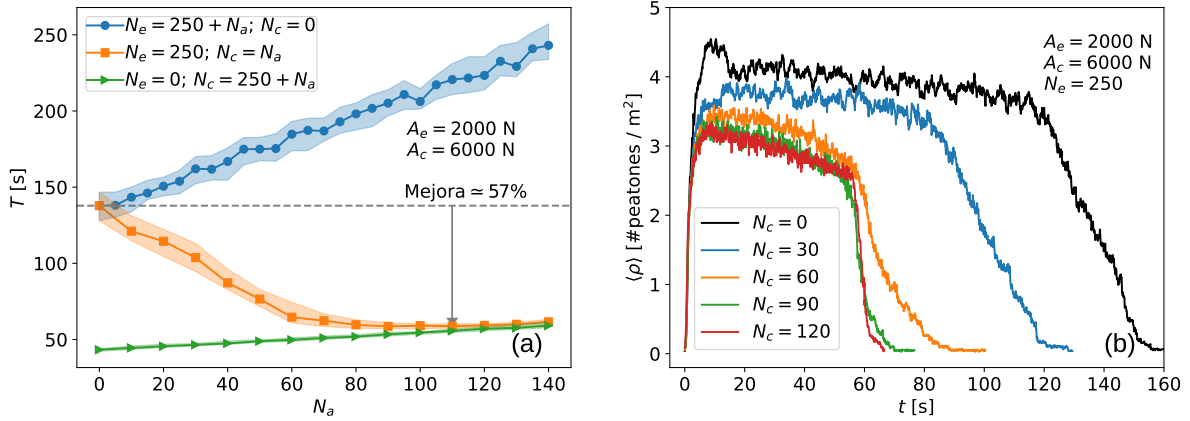 250
200
150
100
50
T [s]
N_e = 250 + N_a; N_c = 0
N_e = 250; N_c = N_a
N_e = 0; N_c = 250 + N_a
A_e = 2000 N
A_c = 6000 N
Mejora ≃ 57%
(a)
0 20 40 60 80 100 120 140
N_a
5
4
3
2
1
0
⟨ρ⟩ [#peatones / m²]
A_e = 2000 N
A_c = 6000 N
N_e = 250
N_c = 0
N_c = 30
N_c = 60
N_c = 90
N_c = 120
(b)
0 20 40 60 80 100 120 140 160
t [s]